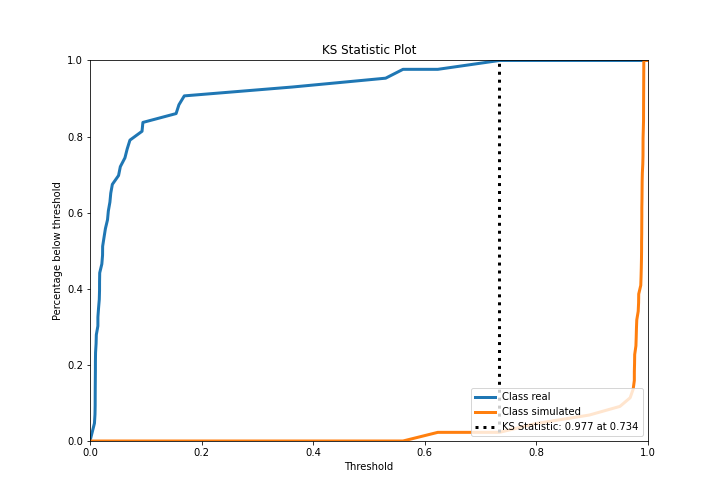 KS Statistic Plot
1.0
0.8
0.6
0.4
0.2
0.0
Percentage below threshold
0.0 0.2 0.4 0.6 0.8 1.0
Threshold
Class real
Class simulated
KS Statistic: 0.977 at 0.734